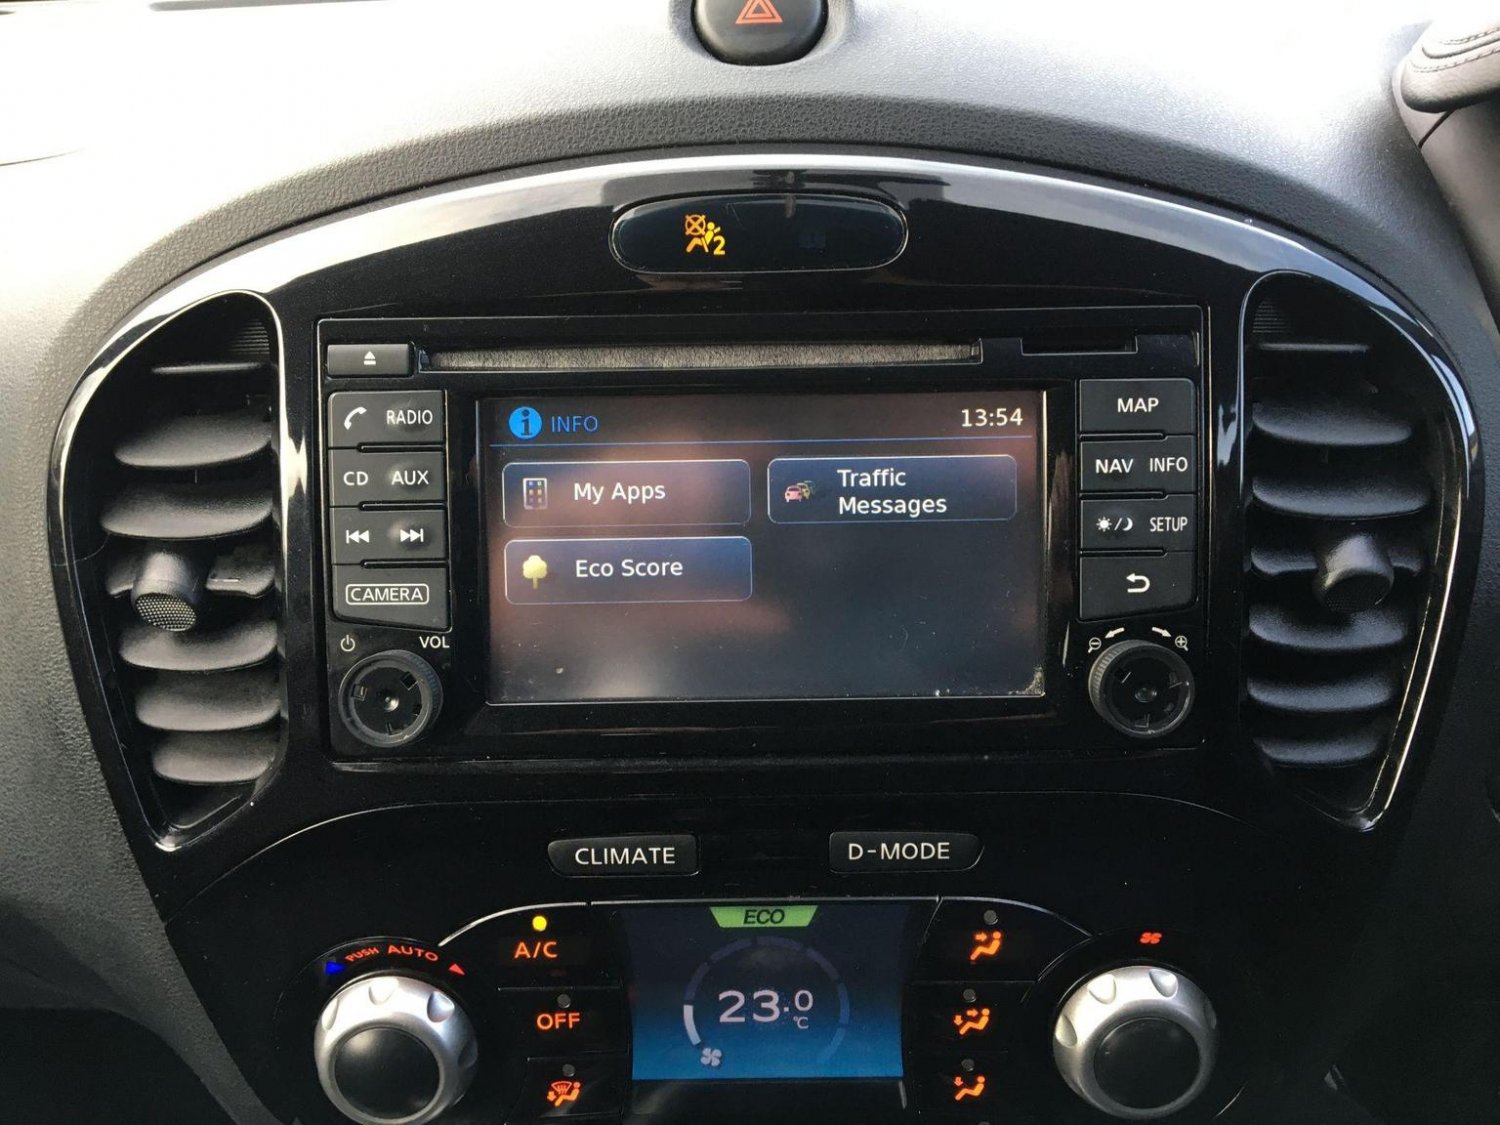 2
RADIO
CD AUX
CAMERA
VOL
i INFO 13:54
My Apps
Traffic
Messages
Eco Score
MAP
NAV INFO
SETUP
CLIMATE
D-MODE
PUSH AUTO
A/C
OFF
ECO
23.0
°C